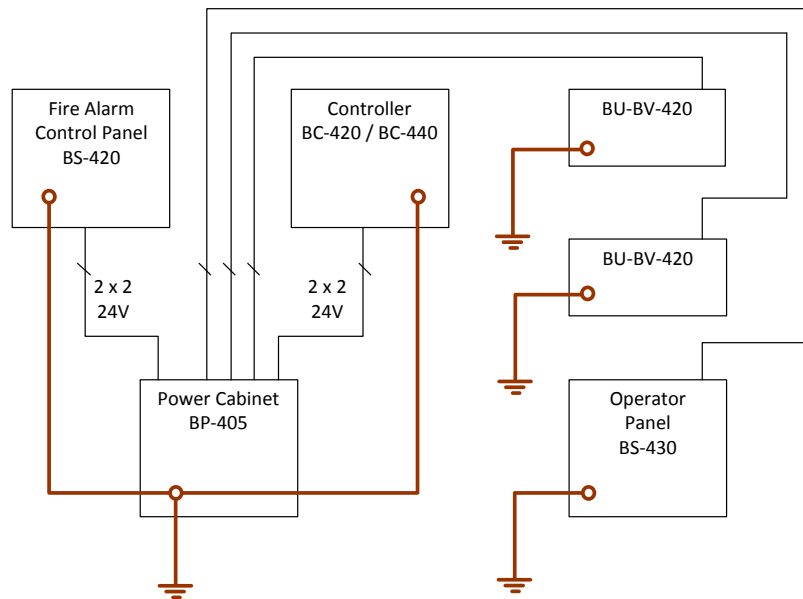 Fire Alarm
Control Panel
BS-420
Controller
BC-420 / BC-440
BU-BV-420
BU-BV-420
2 x 2
24V
2 x 2
24V
Power Cabinet
BP-405
Operator
Panel
BS-430